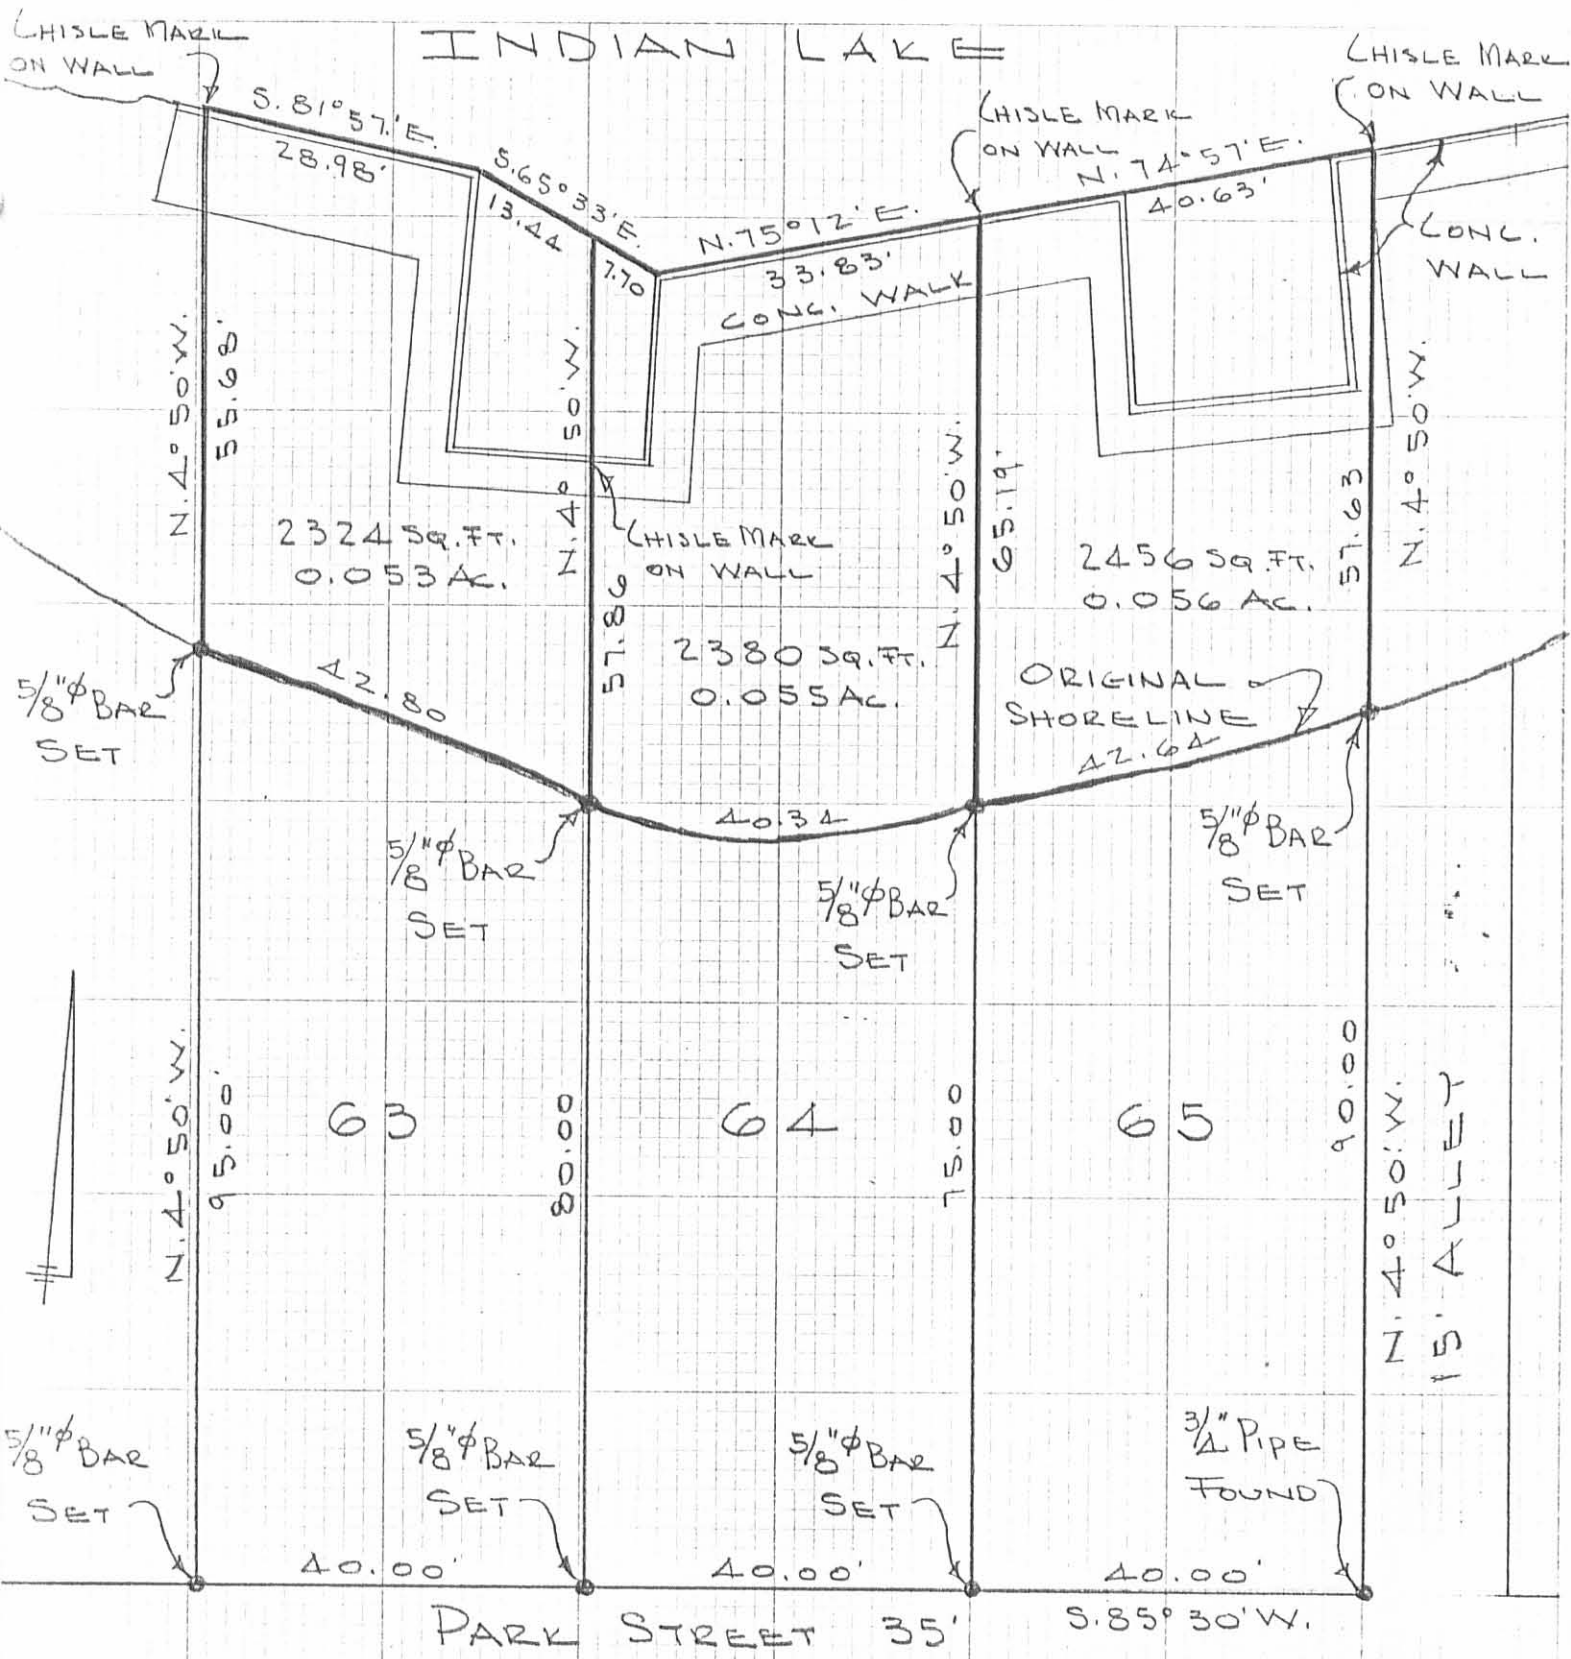 INDIAN LAKE
CHISLE MARK
ON WALL
S. 81° 57.' E.
28.98'
S. 65° 33' E.
13.44
7.70
N. 75° 12' E.
33.83'
CONC. WALK
CHISLE MARK
ON WALL
N. 74° 57' E.
40.63'
CHISLE MARK
ON WALL
CONC.
WALL
N. 4° 50' W.
55.68'
N. 4° 50' W.
57.86
CHISLE MARK
ON WALL
N. 4° 50' W.
65.19'
57.63
N. 4° 50' W.
2324 SQ. FT.
0.053 AC.
2380 SQ. FT.
0.055 AC.
2456 SQ. FT.
0.056 AC.
ORIGINAL
SHORELINE
42.80
40.34
42.64
5/8"φ BAR
SET
5/8"φ BAR
SET
5/8"φ BAR
SET
5/8"φ BAR
SET
N. 4° 50' W.
95.00'
63
80.00
64
75.00
65
90.00
N. 4° 50' W.
15' ALLEY
5/8"φ BAR
SET
5/8"φ BAR
SET
5/8"φ BAR
SET
3/4" PIPE
FOUND
40.00'
40.00'
40.00'
PARK STREET 35'
S. 85° 30' W.